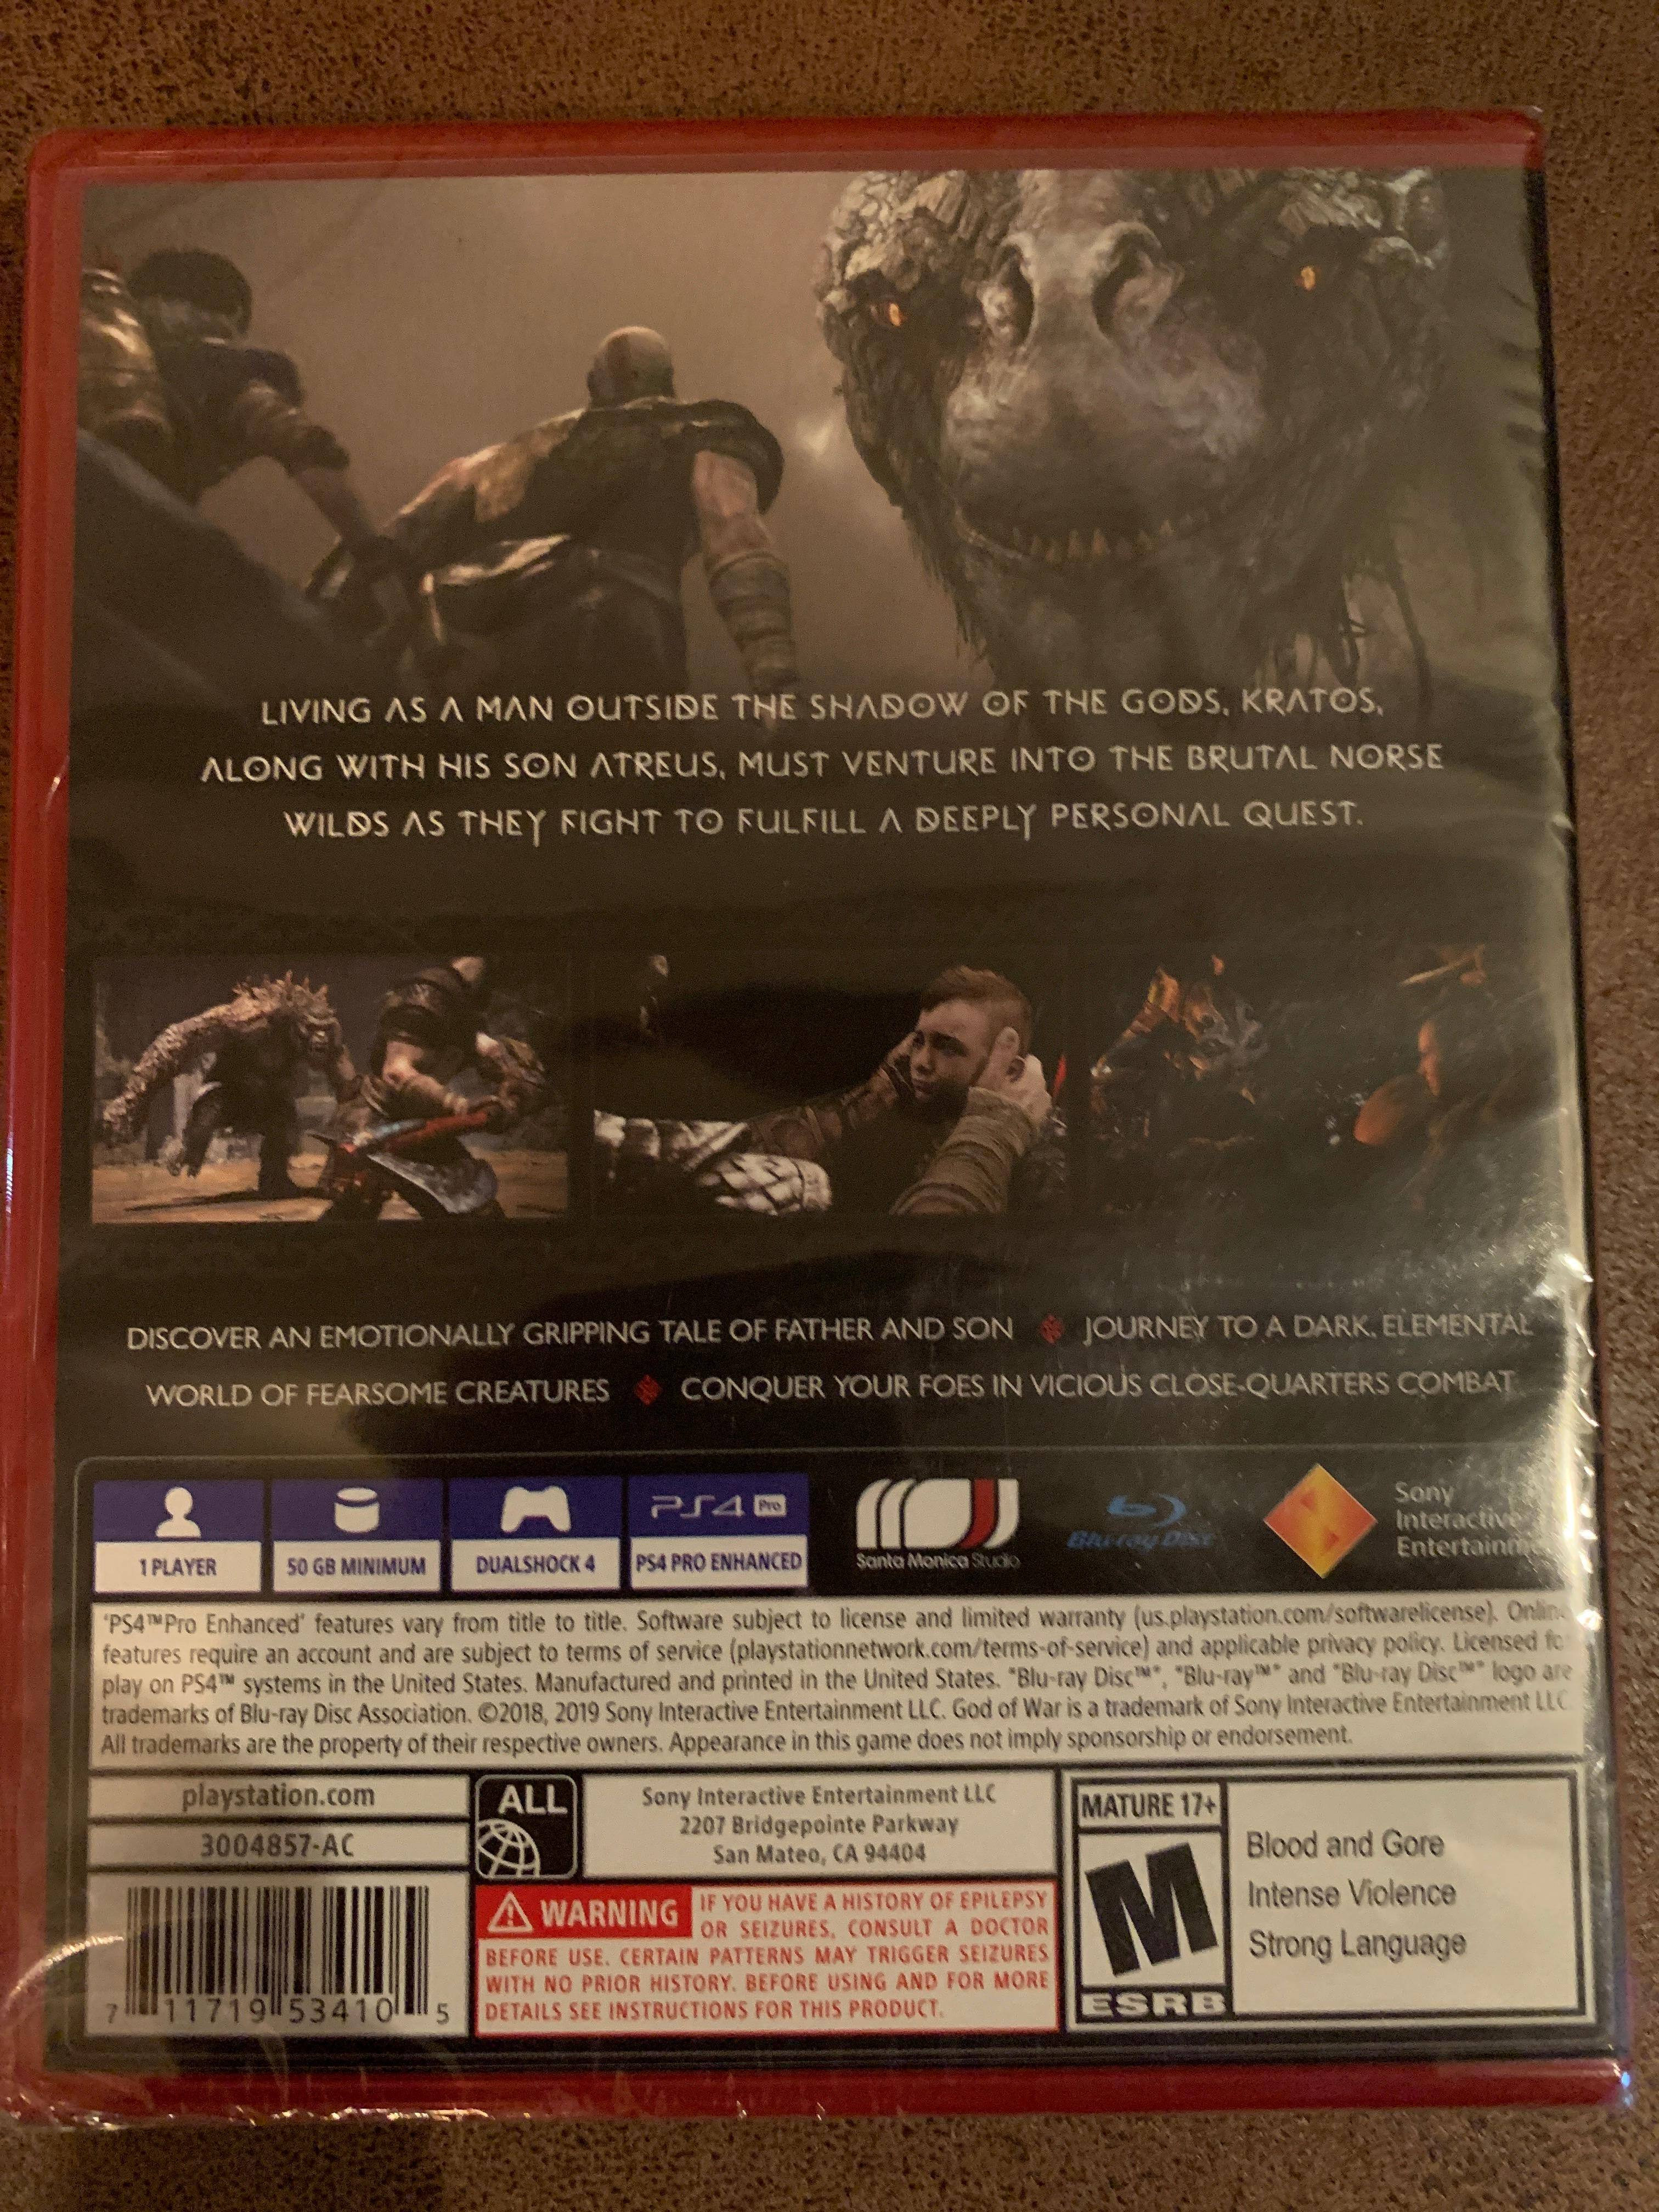 LIVING AS A MAN OUTSIDE THE SHADOW OF THE GODS, KRATOS,
ALONG WITH HIS SON ATREUS, MUST VENTURE INTO THE BRUTAL NORSE
WILDS AS THEY FIGHT TO FULFILL A DEEPLY PERSONAL QUEST.
DISCOVER AN EMOTIONALLY GRIPPING TALE OF FATHER AND SON JOURNEY TO A DARK, ELEMENTAL
WORLD OF FEARSOME CREATURES CONQUER YOUR FOES IN VICIOUS CLOSE-QUARTERS COMBAT
PS4 Pro
1 PLAYER
50 GB MINIMUM
DUALSHOCK 4
PS4 PRO ENHANCED
Santa Monica Studio
Blu-ray Disc
Sony
Interactive
Entertainm
'PS4™Pro Enhanced' features vary from title to title. Software subject to license and limited warranty (us.playstation.com/softwarelicense). Onlin
features require an account and are subject to terms of service (playstationnetwork.com/terms-of-service) and applicable privacy policy. Licensed fo
play on PS4™ systems in the United States. Manufactured and printed in the United States. "Blu-ray Disc™", "Blu-ray™" and "Blu-ray Disc™" logo are
trademarks of Blu-ray Disc Association. ©2018, 2019 Sony Interactive Entertainment LLC. God of War is a trademark of Sony Interactive Entertainment LLC.
All trademarks are the property of their respective owners. Appearance in this game does not imply sponsorship or endorsement.
playstation.com
3004857-AC
7 11719 53410 5
ALL
Sony Interactive Entertainment LLC
2207 Bridgepointe Parkway
San Mateo, CA 94404
WARNING IF YOU HAVE A HISTORY OF EPILEPSY
OR SEIZURES, CONSULT A DOCTOR
BEFORE USE. CERTAIN PATTERNS MAY TRIGGER SEIZURES
WITH NO PRIOR HISTORY. BEFORE USING AND FOR MORE
DETAILS SEE INSTRUCTIONS FOR THIS PRODUCT.
MATURE 17+
M
ESRB
Blood and Gore
Intense Violence
Strong Language